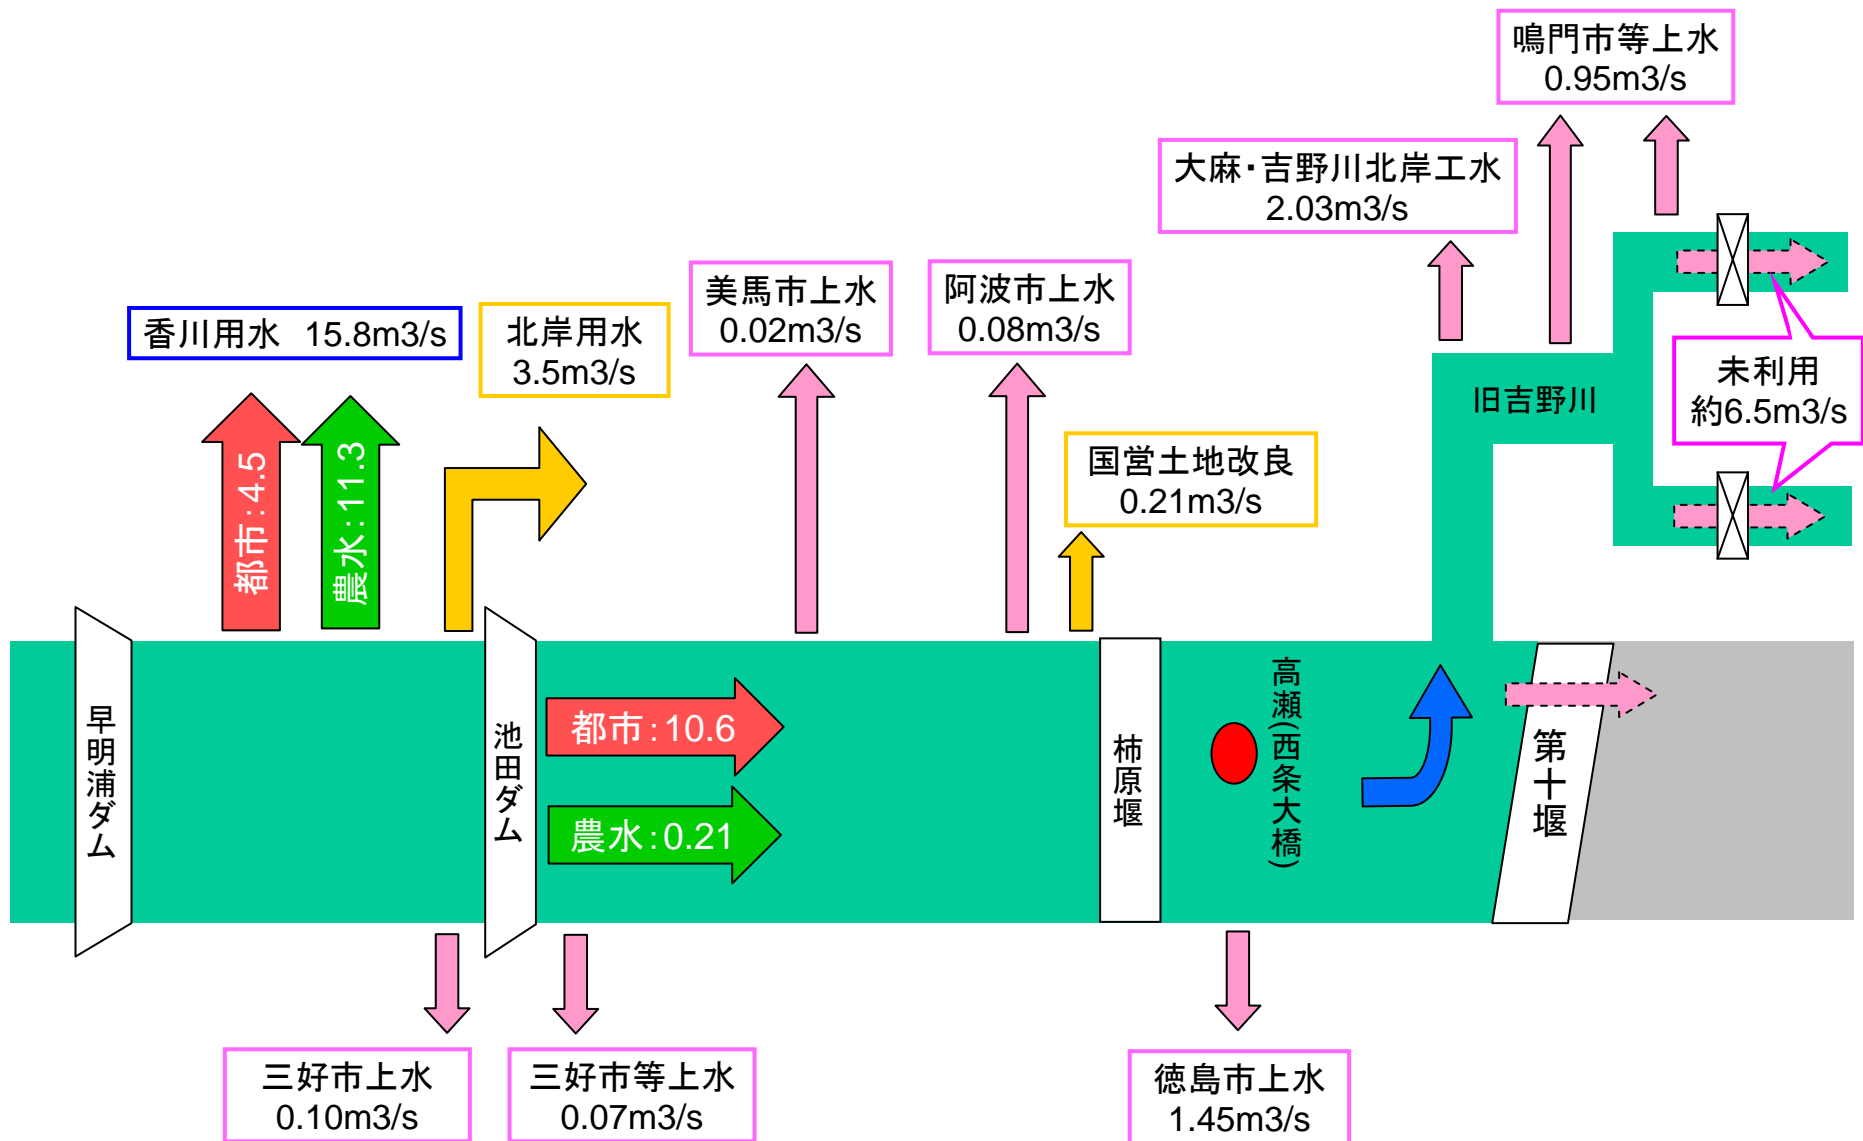 鳴門市等上水
0.95m3/s
大麻・吉野川北岸工水
2.03m3/s
美馬市上水
0.02m3/s
阿波市上水
0.08m3/s
香川用水 15.8m3/s
北岸用水
3.5m3/s
未利用
約6.5m3/s
旧吉野川
国営土地改良
0.21m3/s
都市:4.5
農水:11.3
早明浦ダム
池田ダム
都市:10.6
農水:0.21
柿原堰
高瀬(西条大橋)
第十堰
三好市上水
0.10m3/s
三好市等上水
0.07m3/s
徳島市上水
1.45m3/s